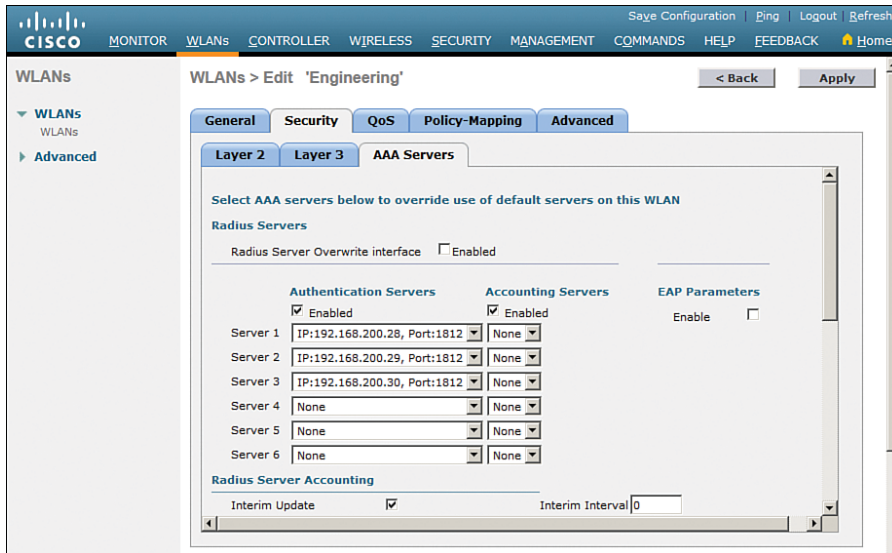 Save Configuration | Ping | Logout | Refresh
CISCO
MONITOR WLANs CONTROLLER WIRELESS SECURITY MANAGEMENT COMMANDS HELP FEEDBACK Home
WLANs
WLANs
WLANs
Advanced
WLANs > Edit 'Engineering'
< Back
Apply
General Security QoS Policy-Mapping Advanced
Layer 2 Layer 3 AAA Servers
Select AAA servers below to override use of default servers on this WLAN
Radius Servers
Radius Server Overwrite interface Enabled
Authentication Servers Accounting Servers EAP Parameters
Enabled Enabled Enable
Server 1 IP:192.168.200.28, Port:1812 None
Server 2 IP:192.168.200.29, Port:1812 None
Server 3 IP:192.168.200.30, Port:1812 None
Server 4 None None
Server 5 None None
Server 6 None None
Radius Server Accounting
Interim Update Interim Interval 0